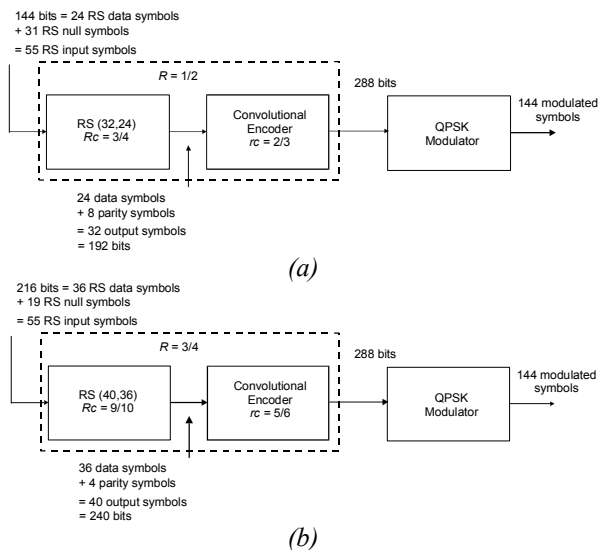 144 bits = 24 RS data symbols
+ 31 RS null symbols
= 55 RS input symbols
R = 1/2
288 bits
144 modulated
symbols
RS (32,24)
Rc = 3/4
Convolutional
Encoder
rc = 2/3
QPSK
Modulator
24 data symbols
+ 8 parity symbols
= 32 output symbols
= 192 bits
(a)
216 bits = 36 RS data symbols
+ 19 RS null symbols
= 55 RS input symbols
R = 3/4
288 bits
144 modulated
symbols
RS (40,36)
Rc = 9/10
Convolutional
Encoder
rc = 5/6
QPSK
Modulator
36 data symbols
+ 4 parity symbols
= 40 output symbols
= 240 bits
(b)